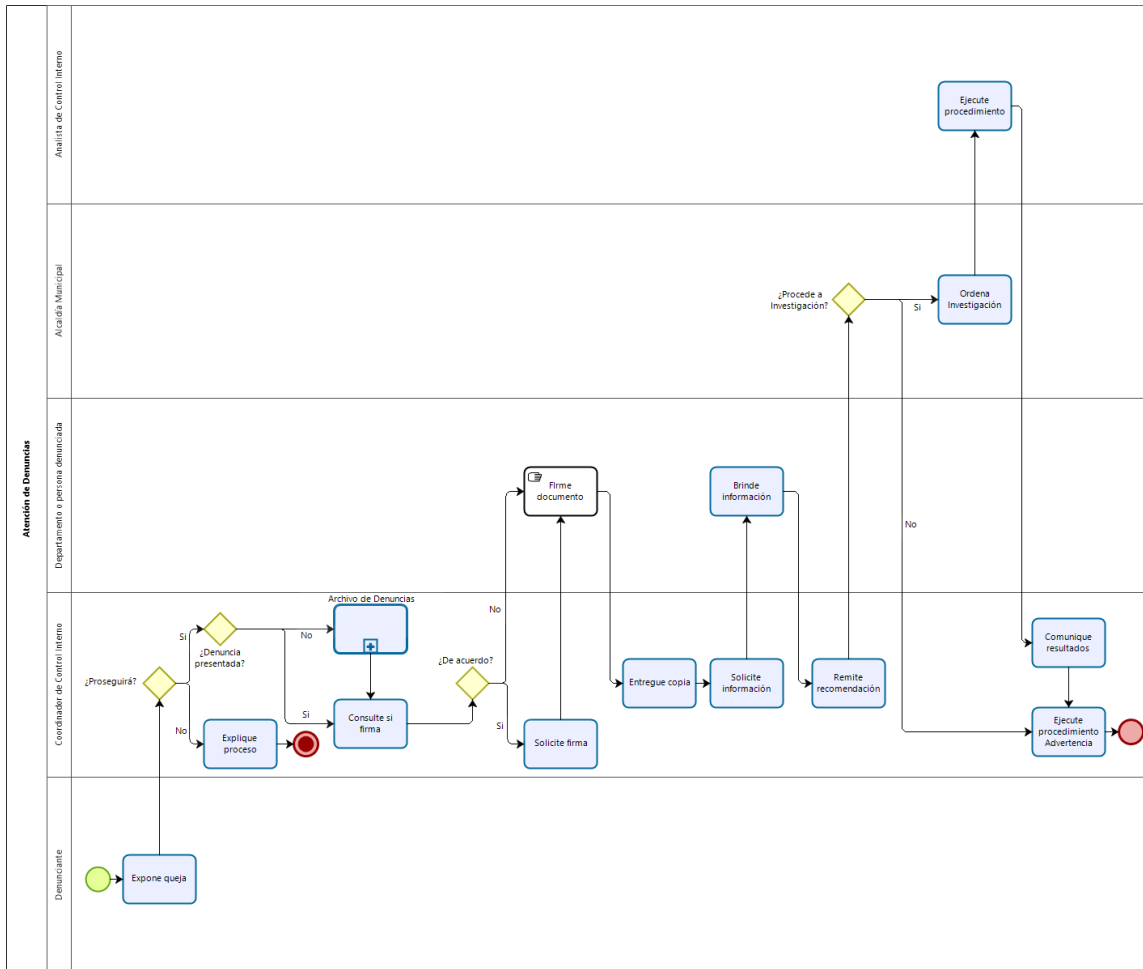 Atención de Denuncias
Analista de Control Interno
Ejecute
procedimiento
Alcaldía Municipal
¿Procede a
Investigación?
Si
No
Ordena
Investigación
Departamento o persona denunciada
FIrme
documento
Brinde
información
Coordinador de Control Interno
¿Proseguirá?
Si
No
¿Denuncia
presentada?
No
Si
Explique
proceso
Archivo de Denuncias
Consulte si
firma
¿De acuerdo?
No
Si
Solicite firma
Entregue copia
Solicite
información
Remite
recomendación
Comunique
resultados
Ejecute
procedimiento
Advertencia
Denunciante
Expone queja